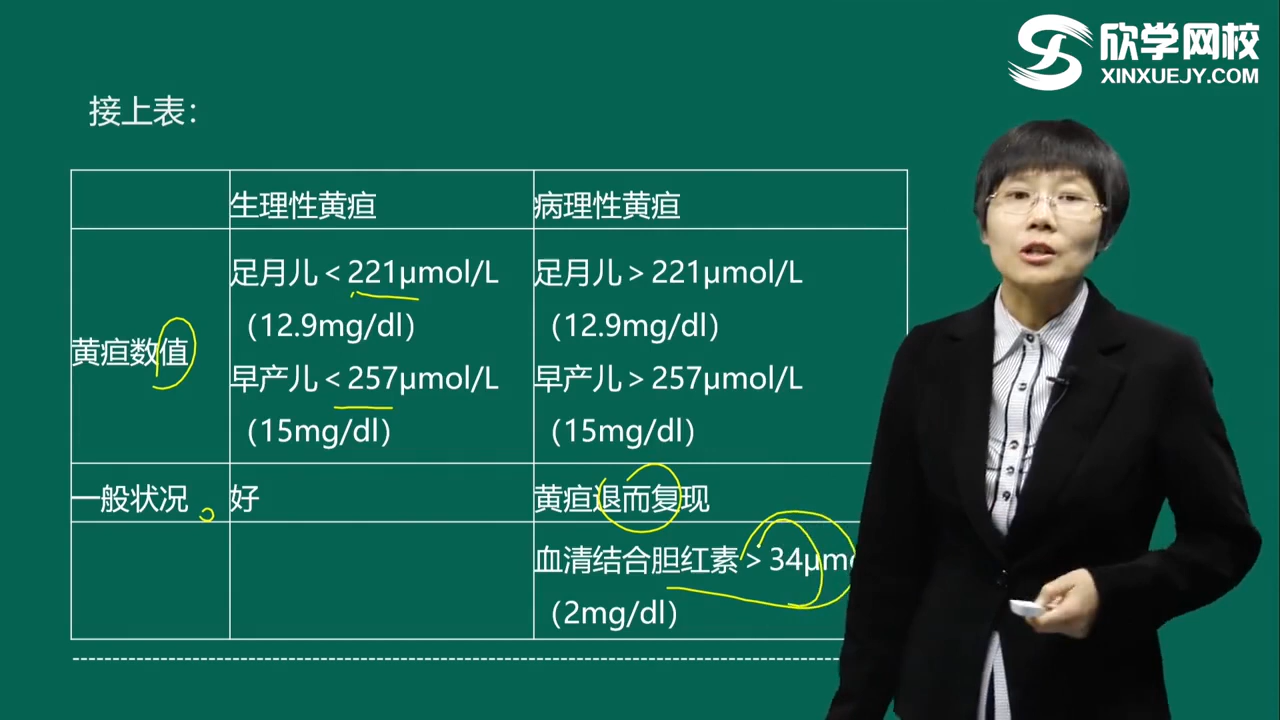 欣学网校
XINXUEJY.COM
接上表：
生理性黄疸 病理性黄疸
足月儿＜221μmol/L 足月儿＞221μmol/L
（12.9mg/dl） （12.9mg/dl）
黄疸数值
早产儿＜257μmol/L 早产儿＞257μmol/L
（15mg/dl） （15mg/dl）
一般状况 好 黄疸退而复现
血清结合胆红素＞34μmo
（2mg/dl）